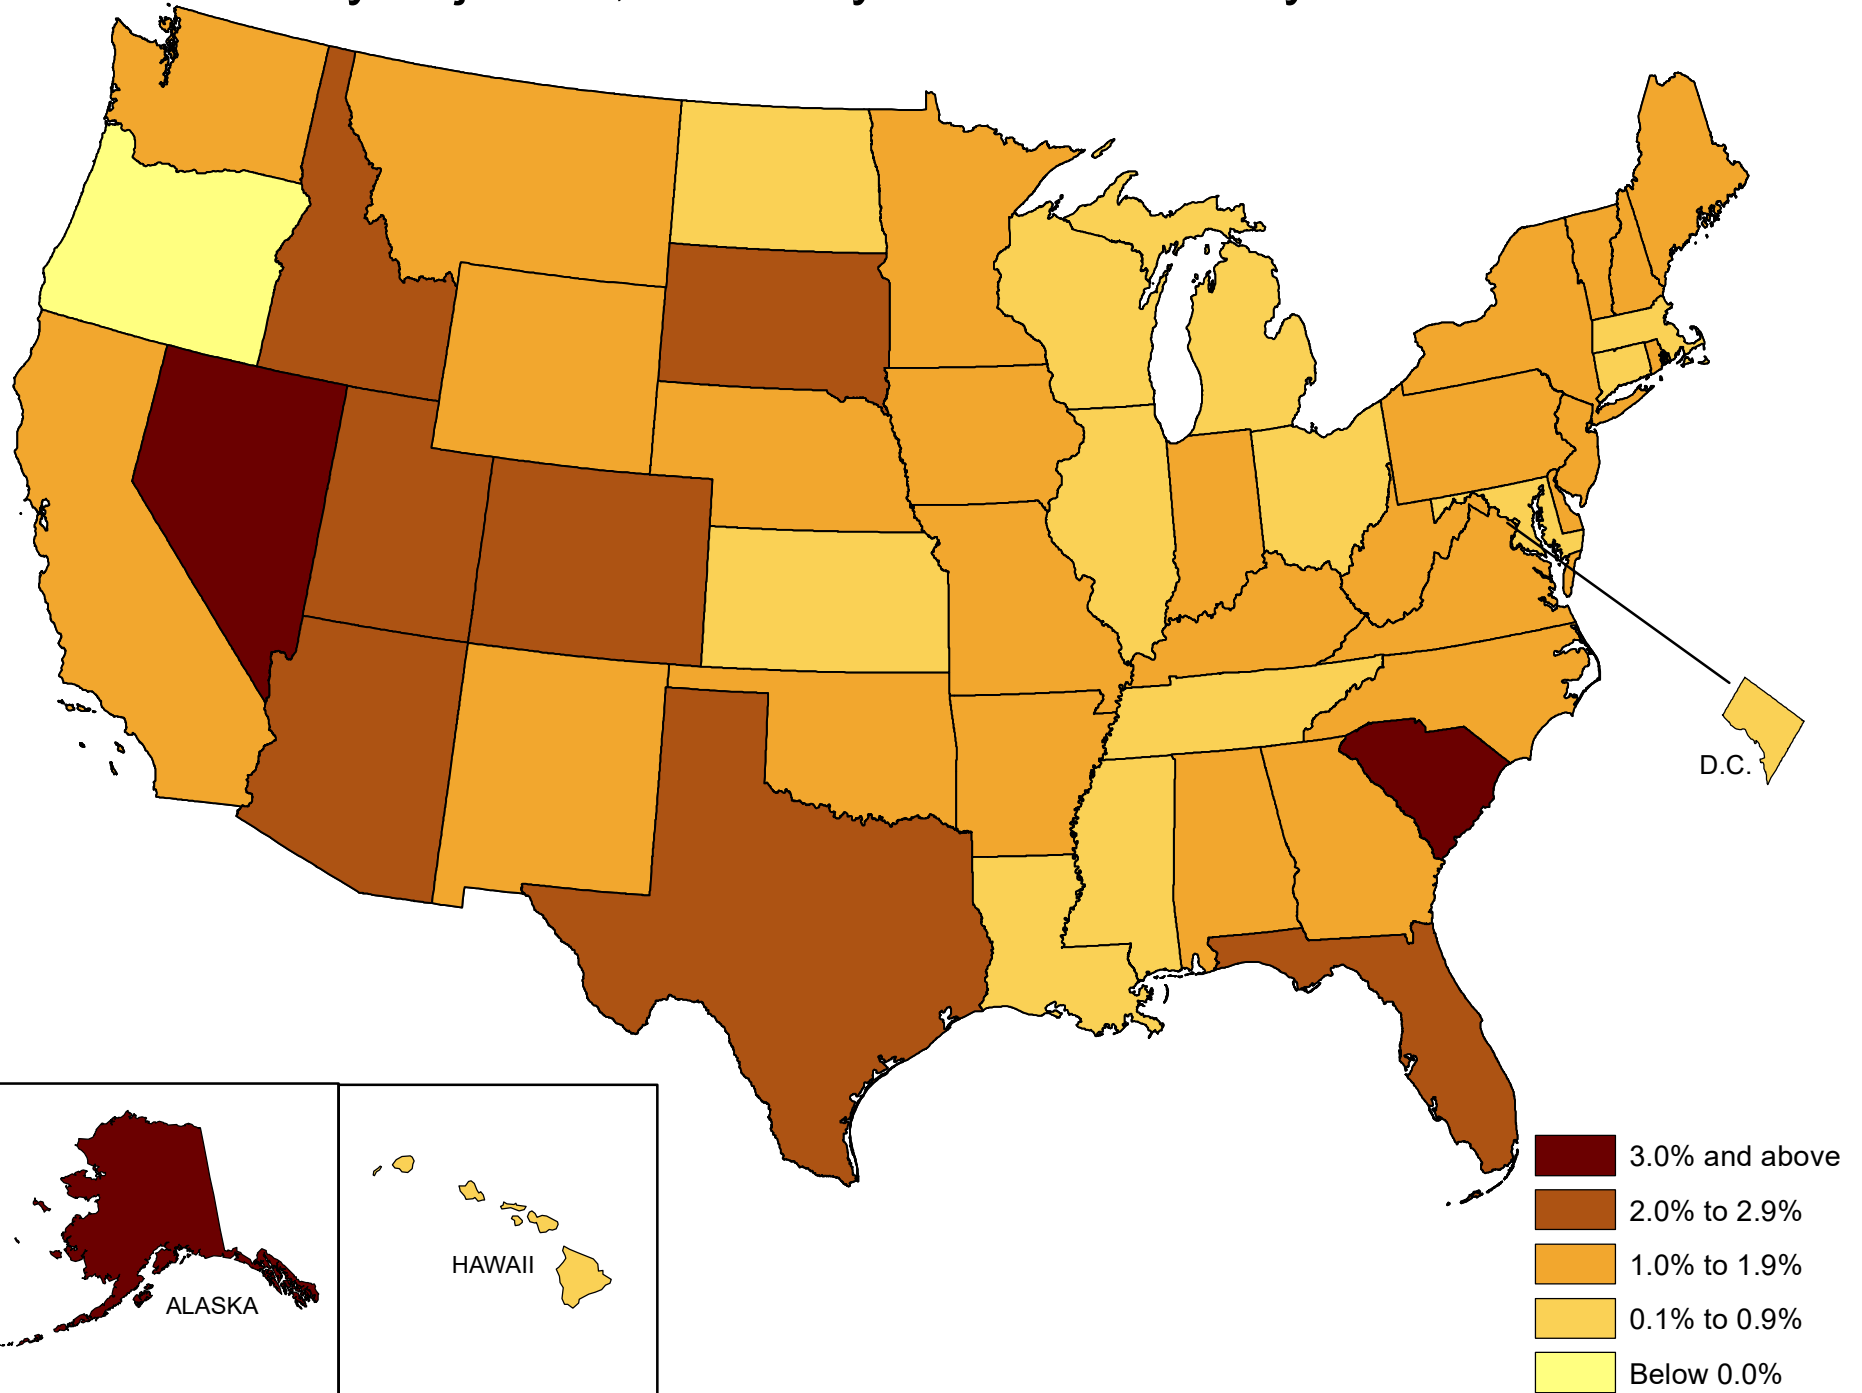 D.C.
HAWAII
ALASKA
3.0% and above
2.0% to 2.9%
1.0% to 1.9%
0.1% to 0.9%
Below 0.0%